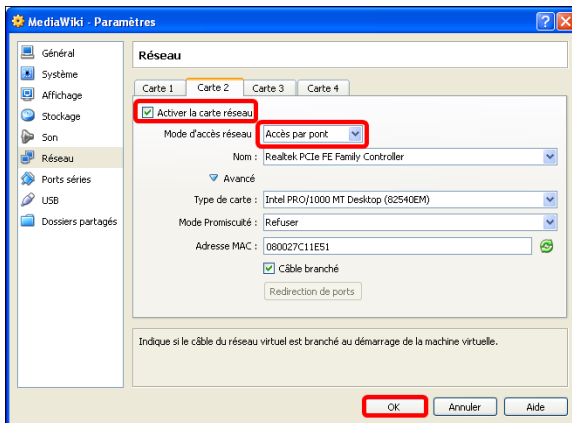 MediaWiki - Paramètres
Général
Système
Affichage
Stockage
Son
Réseau
Ports séries
USB
Dossiers partagés
Réseau
Carte 1 Carte 2 Carte 3 Carte 4
Activer la carte réseau
Mode d'accès réseau Accès par pont
Nom : Realtek PCIe FE Family Controller
Avancé
Type de carte : Intel PRO/1000 MT Desktop (82540EM)
Mode Promiscuité : Refuser
Adresse MAC : 080027C11E51
Câble branché
Redirection de ports
Indique si le câble du réseau virtuel est branché au démarrage de la machine virtuelle.
OK Annuler Aide